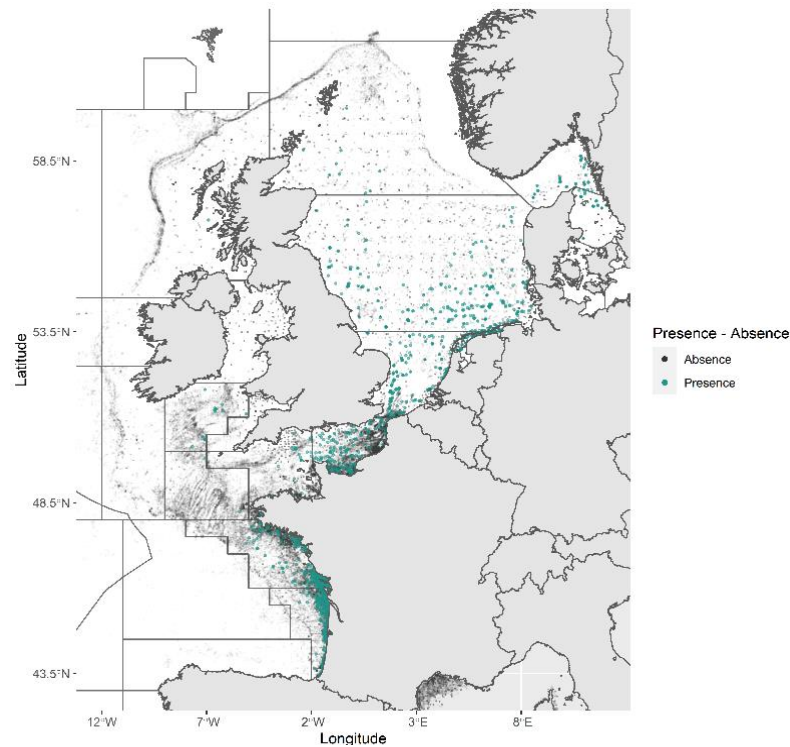 58.5°N
53.5°N
48.5°N
43.5°N
Latitude
12°W
7°W
2°W
3°E
8°E
Longitude
Presence - Absence
Absence
Presence